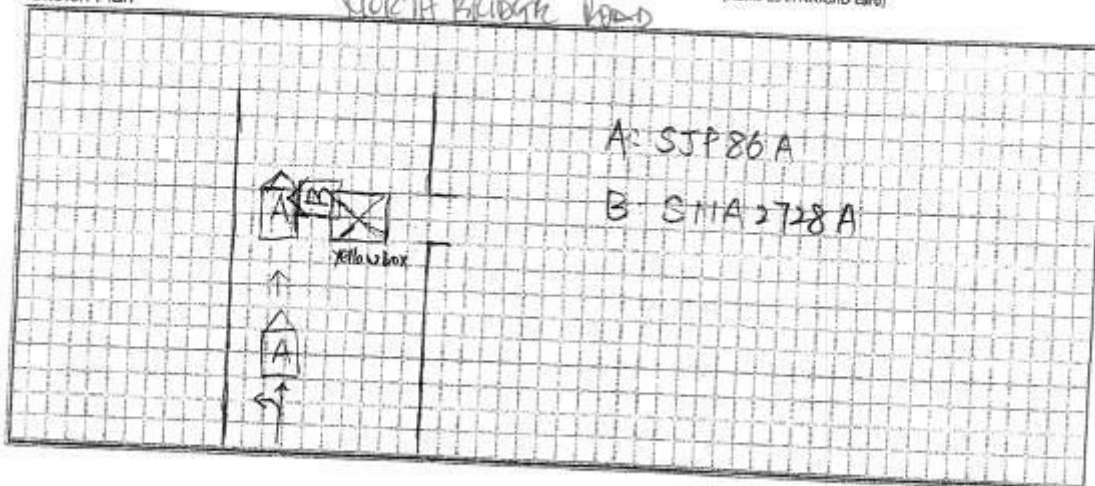 NORTH BRIDGE ROAD
A: SJP86A
B
A
B - SMA2728A
yellow box
A